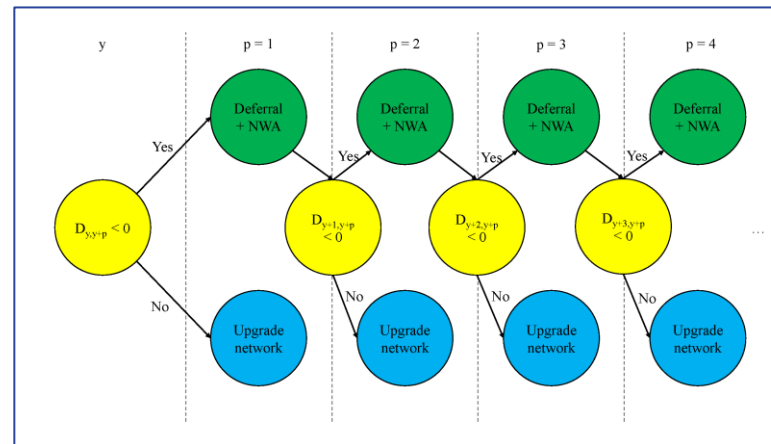 y
p = 1
p = 2
p = 3
p = 4
Deferral
+ NWA
Deferral
+ NWA
Deferral
+ NWA
Deferral
+ NWA
Yes
Yes
Yes
Yes
Dy,y+p < 0
Dy+1,y+p
< 0
Dy+2,y+p
< 0
Dy+3,y+p
< 0
...
No
No
No
No
Upgrade
network
Upgrade
network
Upgrade
network
Upgrade
network